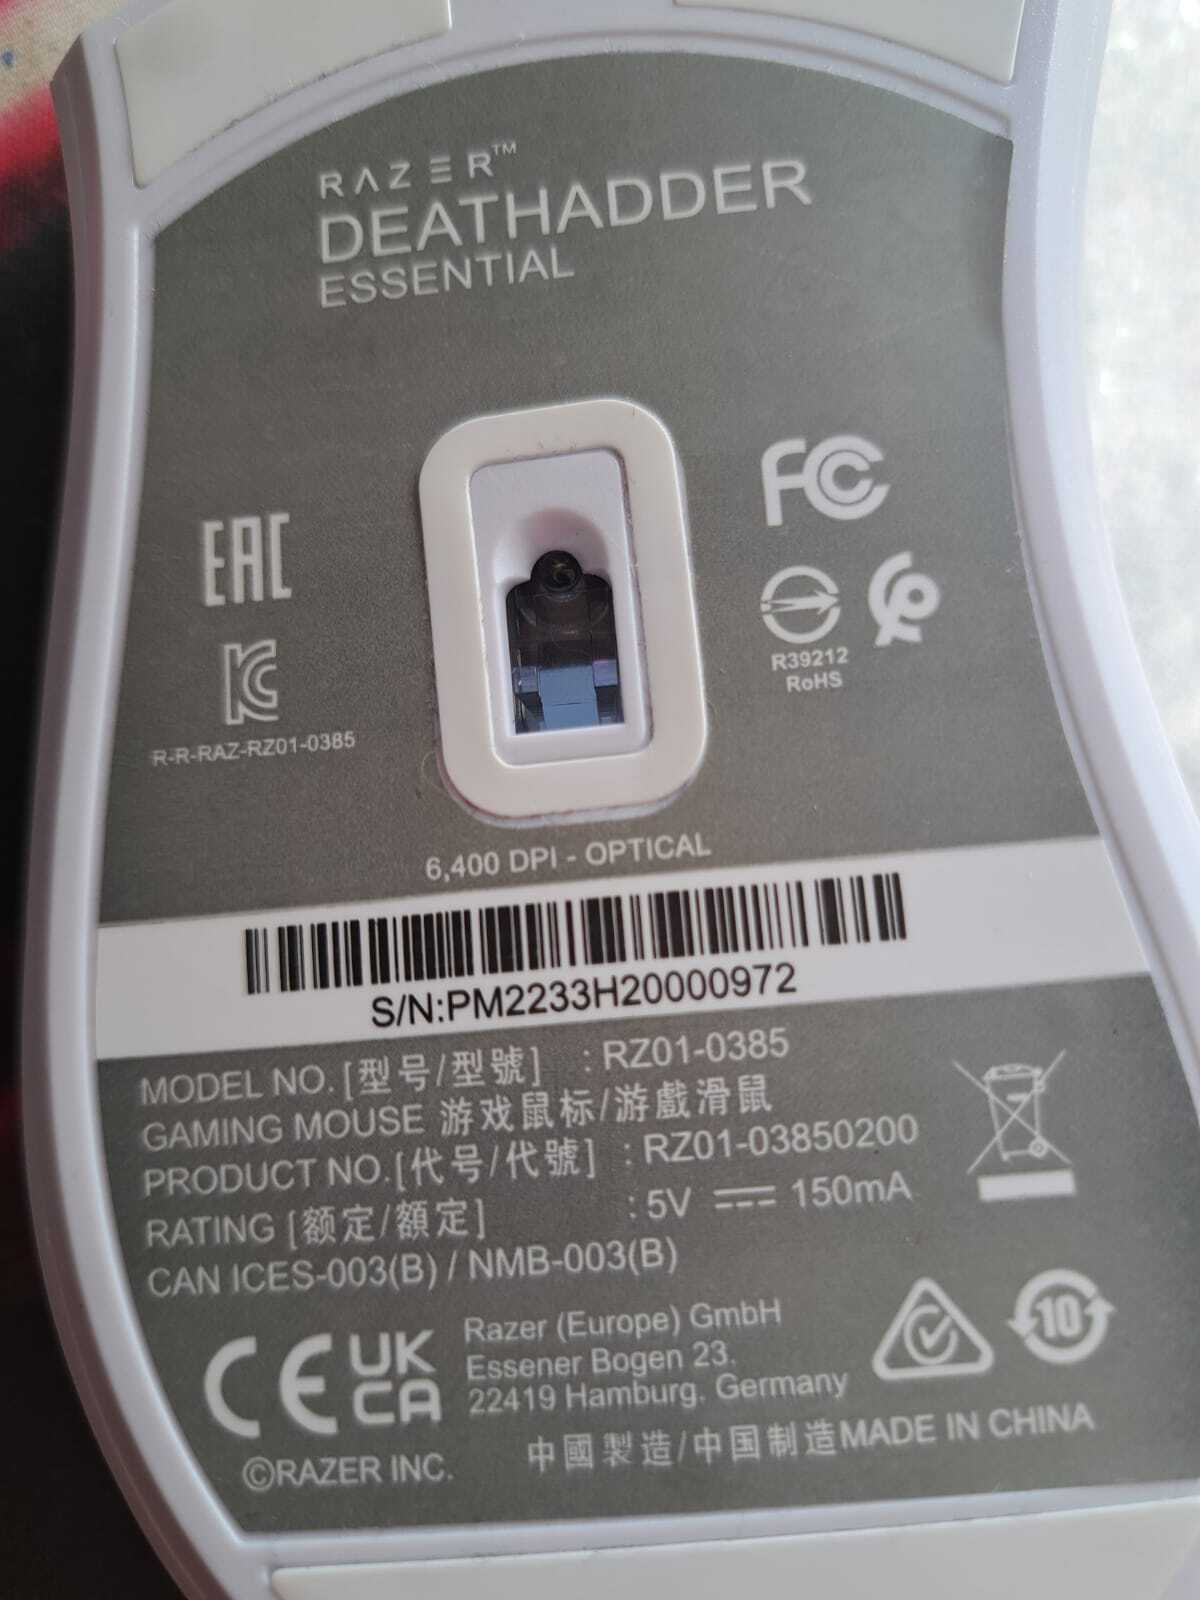 RAZER™
DEATHADDER
ESSENTIAL
FC
EAC
R39212
RoHS
KC
R-R-RAZ-RZ01-0385
6,400 DPI - OPTICAL
S/N:PM2233H20000972
MODEL NO.[型号/型號] : RZ01-0385
GAMING MOUSE 游戏鼠标/游戲滑鼠
PRODUCT NO.[代号/代號] : RZ01-03850200
RATING [额定/額定] : 5V ⎓ 150mA
CAN ICES-003(B) / NMB-003(B)
CE UK CA
Razer (Europe) GmbH
Essener Bogen 23.
22419 Hamburg. Germany
10
©RAZER INC.
中國製造/中国制造MADE IN CHINA